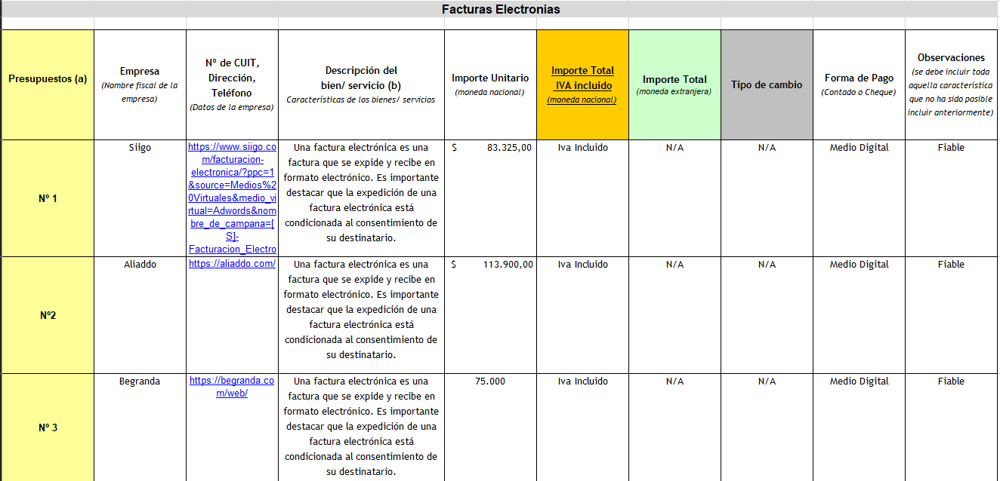 Facturas Electronias
Presupuestos (a)
Empresa
(Nombre fiscal de la
empresa)
Nº de CUIT,
Dirección,
Teléfono
(Datos de la empresa)
Descripción del
bien/ servicio (b)
Características de los bienes/ servicios
Importe Unitario
(moneda nacional)
Importe Total
IVA incluido
(moneda nacional)
Importe Total
(moneda extranjera)
Tipo de cambio
Forma de Pago
(Contado o Cheque)
Observaciones
(se debe incluir toda
aquella característica
que no ha sido posible
incluir anteriormente)
Nº 1
Siigo
https://www.siigo.co
m/facturacion-
electronica/?ppc=1
&source=Medios%2
0Virtuales&medio_vi
rtual=Adwords&nom
bre_de_campana=[
S]-
Facturacion_Electro
Una factura electrónica es una
factura que se expide y recibe en
formato electrónico. Es importante
destacar que la expedición de una
factura electrónica está
condicionada al consentimiento de
su destinatario.
$ 83.325,00
Iva Incluido
N/A
N/A
Medio Digital
Fiable
Nº2
Aliaddo
https://aliaddo.com/
Una factura electrónica es una
factura que se expide y recibe en
formato electrónico. Es importante
destacar que la expedición de una
factura electrónica está
condicionada al consentimiento de
su destinatario.
$ 113.900,00
Iva Incluido
N/A
N/A
Medio Digital
Fiable
Nº 3
Begranda
https://begranda.co
m/web/
Una factura electrónica es una
factura que se expide y recibe en
formato electrónico. Es importante
destacar que la expedición de una
factura electrónica está
condicionada al consentimiento de
su destinatario.
75.000
Iva Incluido
N/A
N/A
Medio Digital
Fiable